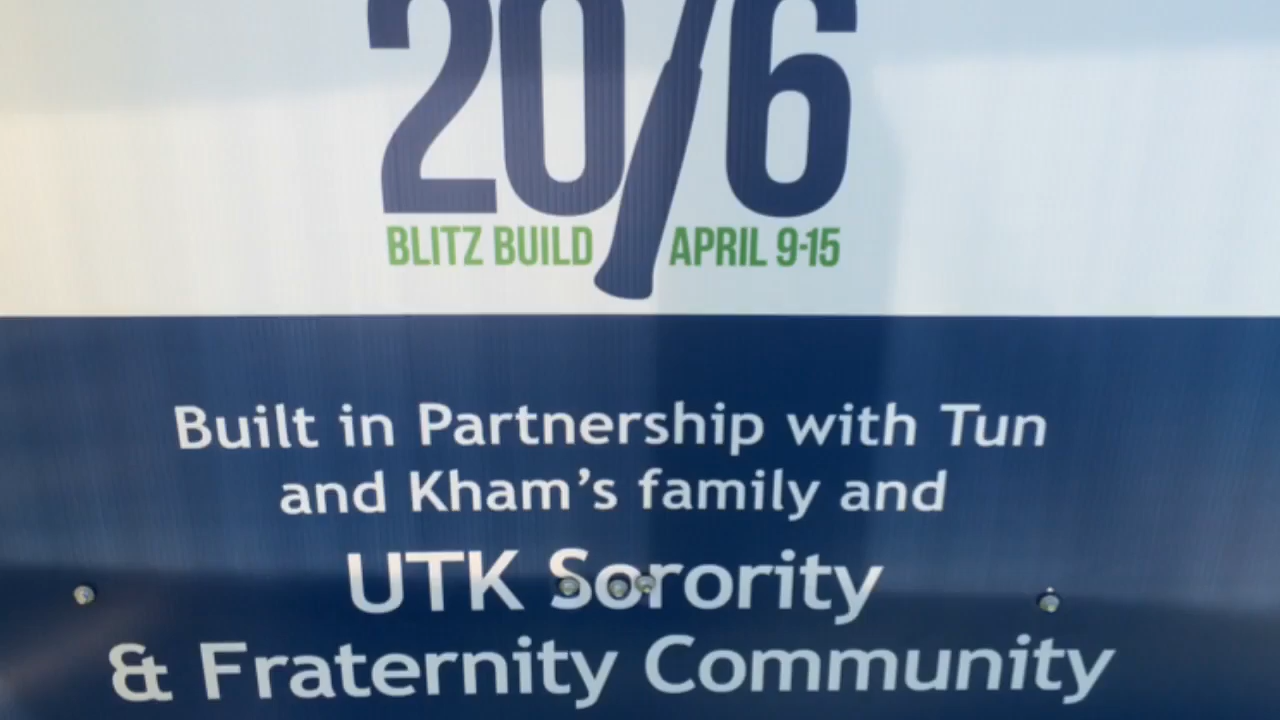 20/6
BLITZ BUILD APRIL 9-15
Built in Partnership with Tun
and Kham's family and
UTK Sorority
& Fraternity Community